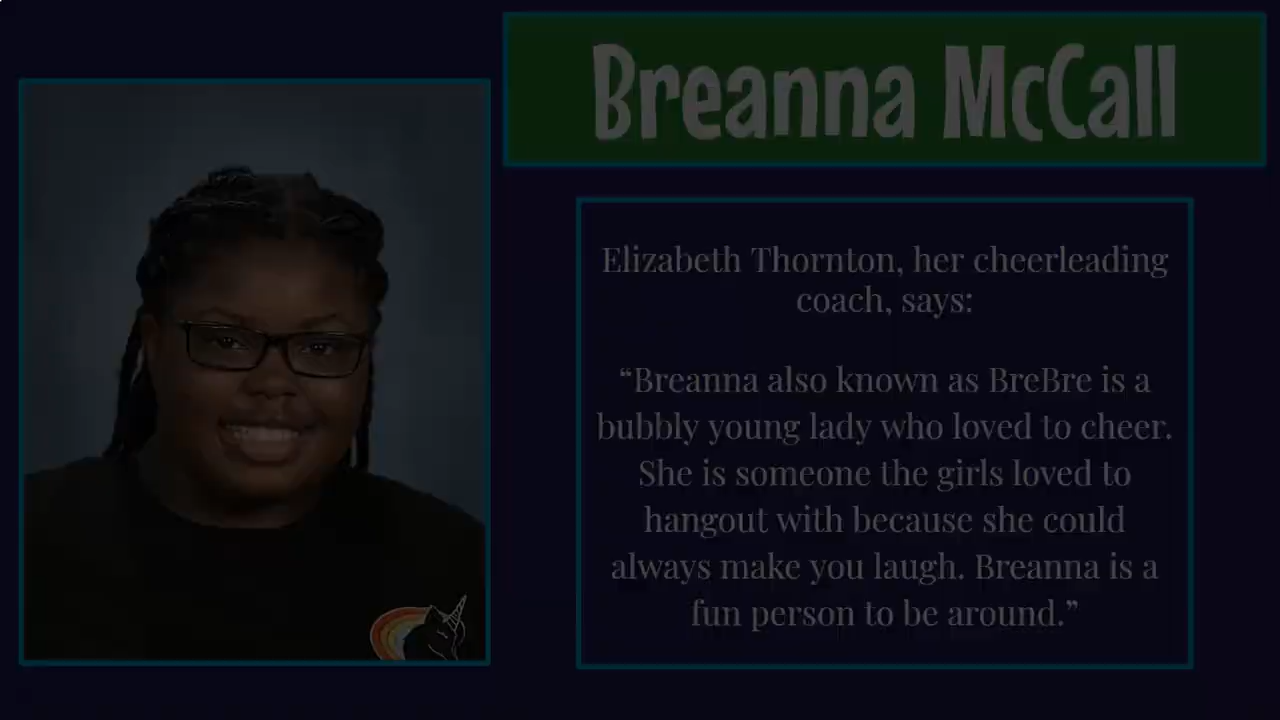 Breanna McCall
Elizabeth Thornton, her cheerleading
coach, says:
“Breanna also known as BreBre is a
bubbly young lady who loved to cheer.
She is someone the girls loved to
hangout with because she could
always make you laugh. Breanna is a
fun person to be around.”